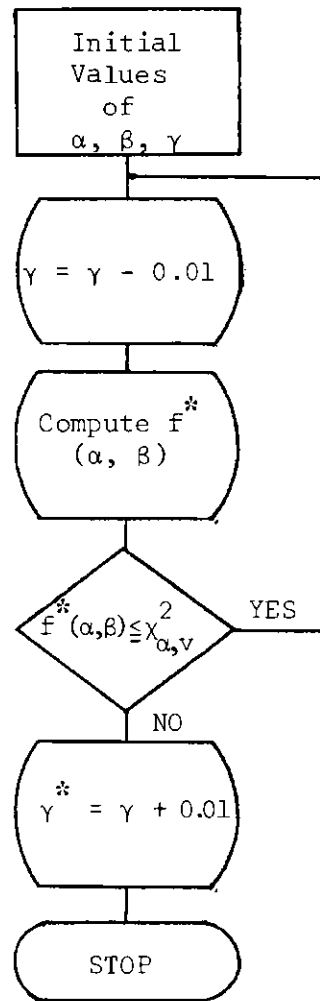 Initial
Values
of
α, β, γ
γ = γ - 0.01
Compute f*
(α, β)
f*(α,β)≦χ²α,ν
YES
NO
γ* = γ + 0.01
STOP